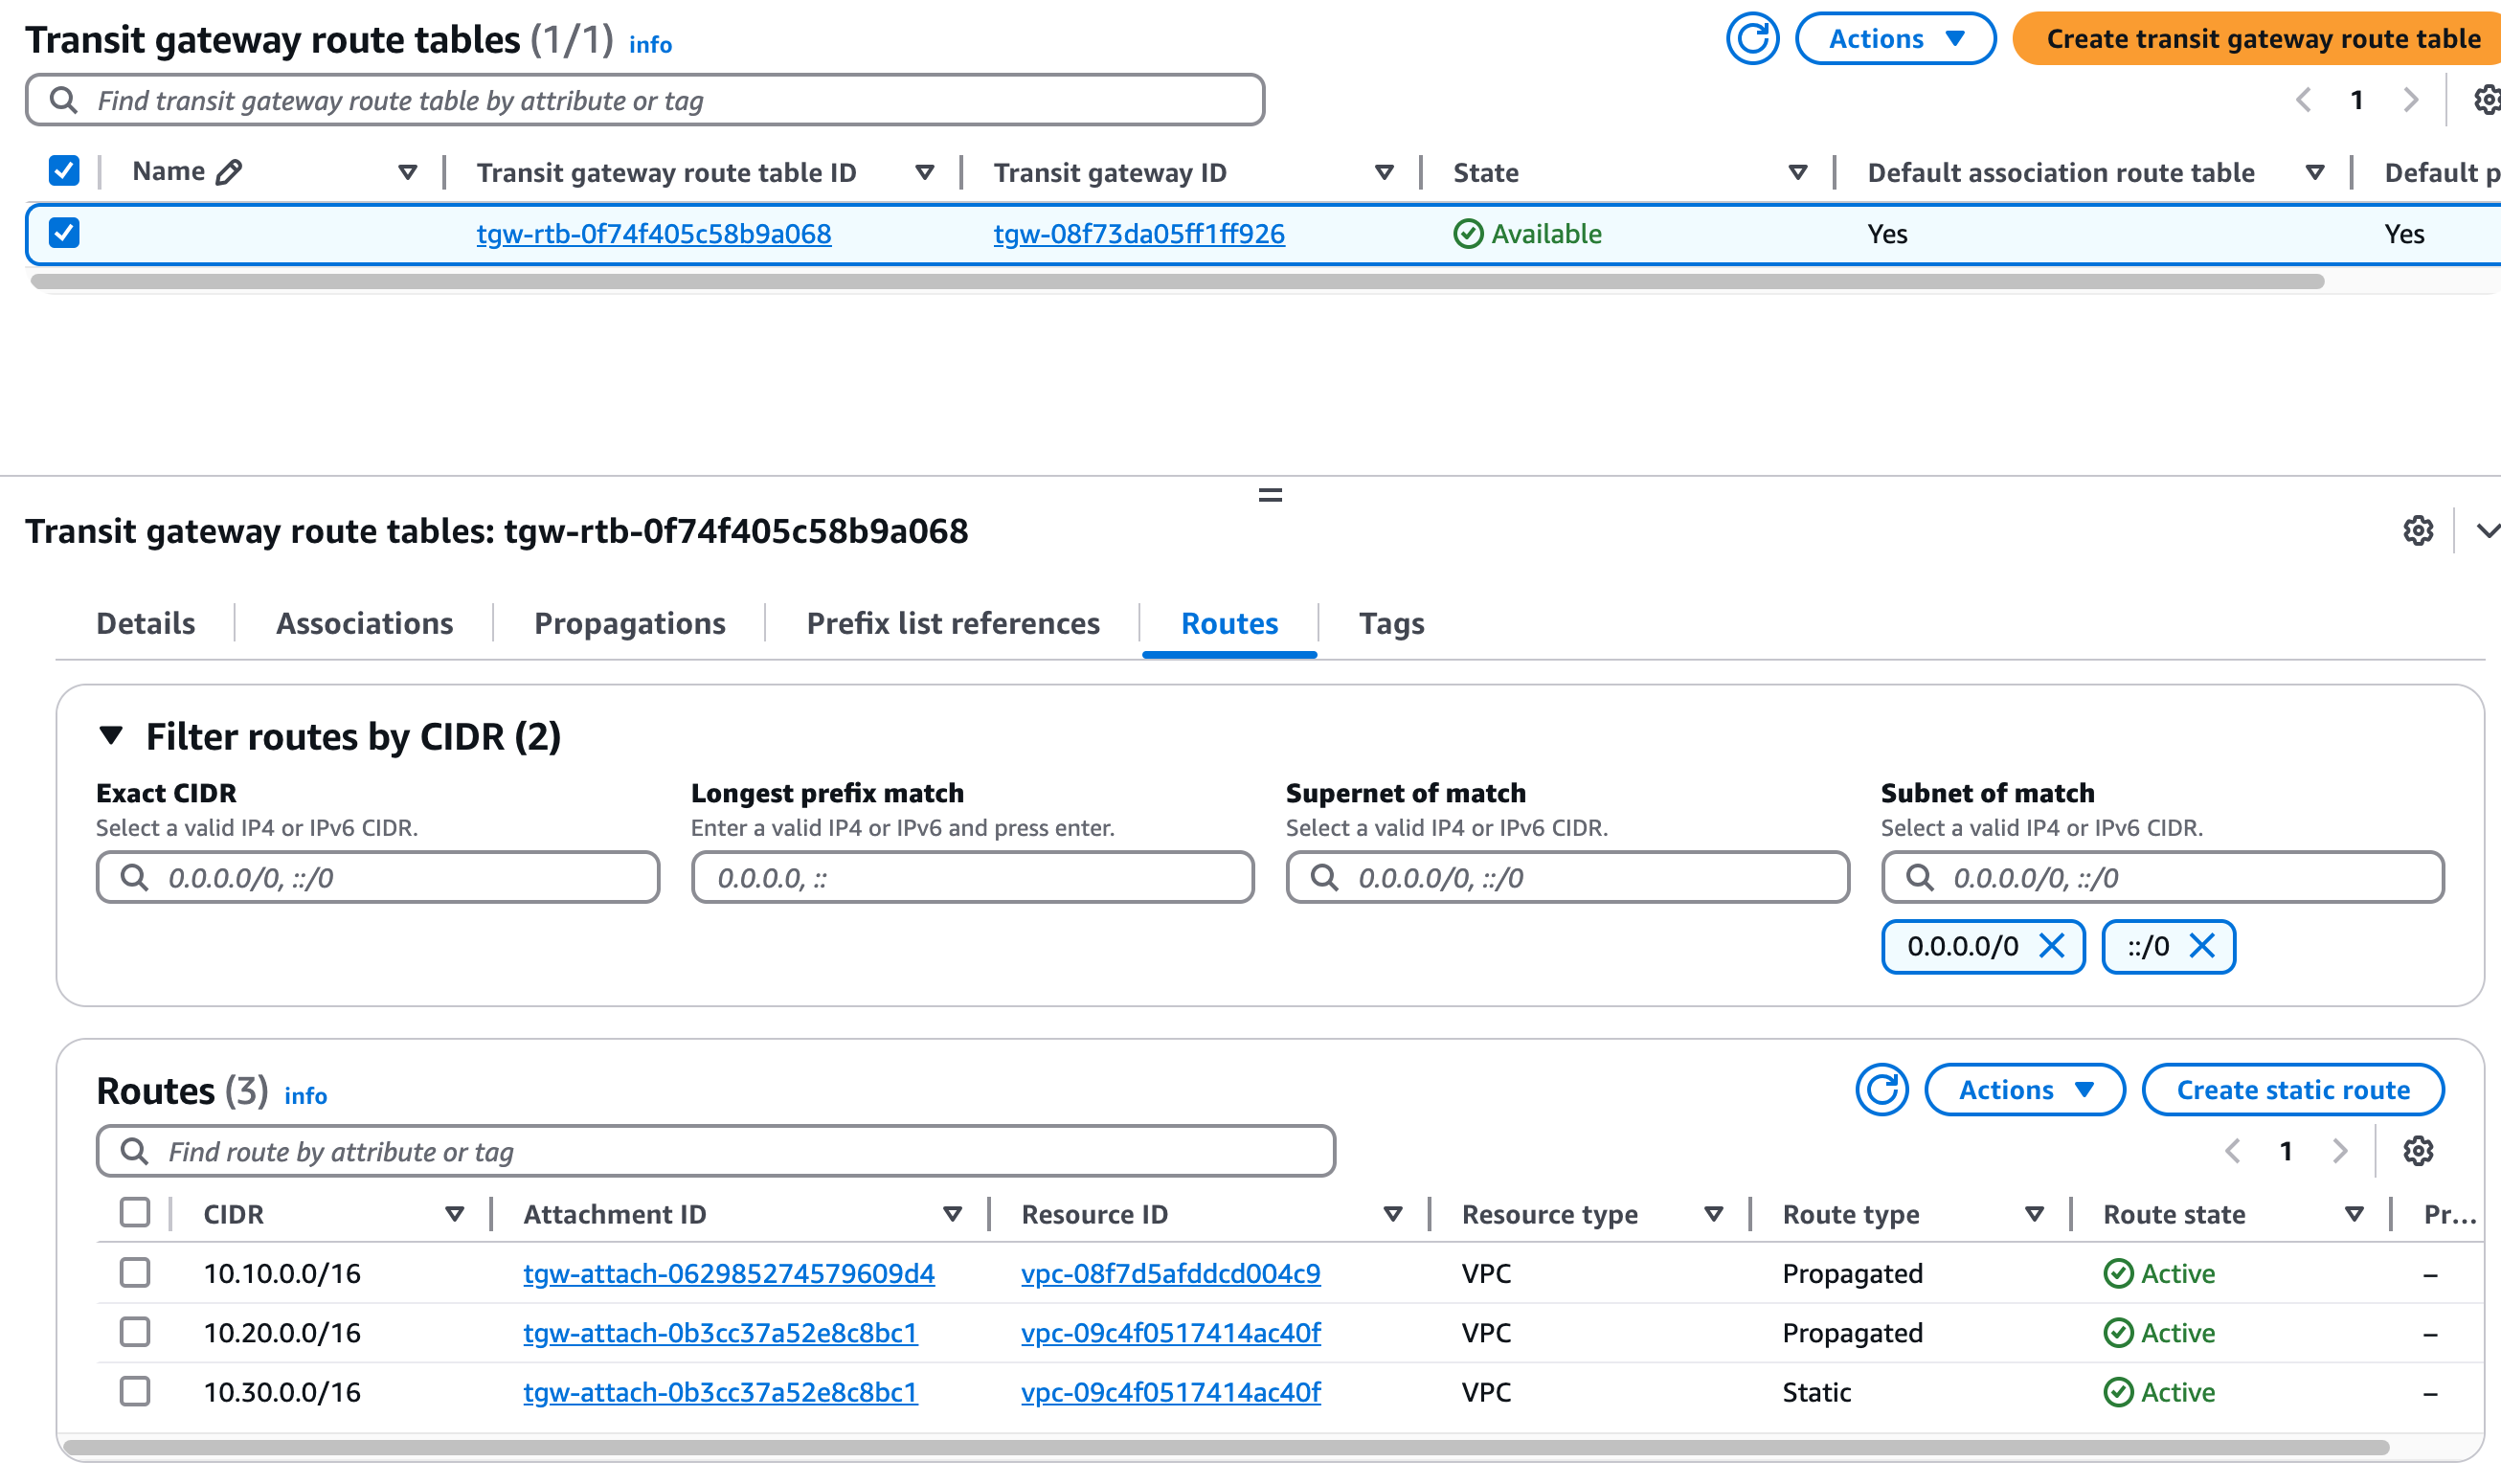 Transit gateway route tables (1/1) info
Actions
Create transit gateway route table
Find transit gateway route table by attribute or tag
1
Name Transit gateway route table ID Transit gateway ID State Default association route table Default p
tgw-rtb-0f74f405c58b9a068 tgw-08f73da05ff1ff926 Available Yes Yes
Transit gateway route tables: tgw-rtb-0f74f405c58b9a068
Details Associations Propagations Prefix list references Routes Tags
Filter routes by CIDR (2)
Exact CIDR Longest prefix match Supernet of match Subnet of match
Select a valid IP4 or IPv6 CIDR. Enter a valid IP4 or IPv6 and press enter. Select a valid IP4 or IPv6 CIDR. Select a valid IP4 or IPv6 CIDR.
0.0.0.0/0, ::/0 0.0.0.0, :: 0.0.0.0/0, ::/0 0.0.0.0/0, ::/0
0.0.0.0/0 ::/0
Routes (3) info
Actions
Create static route
Find route by attribute or tag
1
CIDR Attachment ID Resource ID Resource type Route type Route state Pr...
10.10.0.0/16 tgw-attach-062985274579609d4 vpc-08f7d5afddcd004c9 VPC Propagated Active –
10.20.0.0/16 tgw-attach-0b3cc37a52e8c8bc1 vpc-09c4f0517414ac40f VPC Propagated Active –
10.30.0.0/16 tgw-attach-0b3cc37a52e8c8bc1 vpc-09c4f0517414ac40f VPC Static Active –